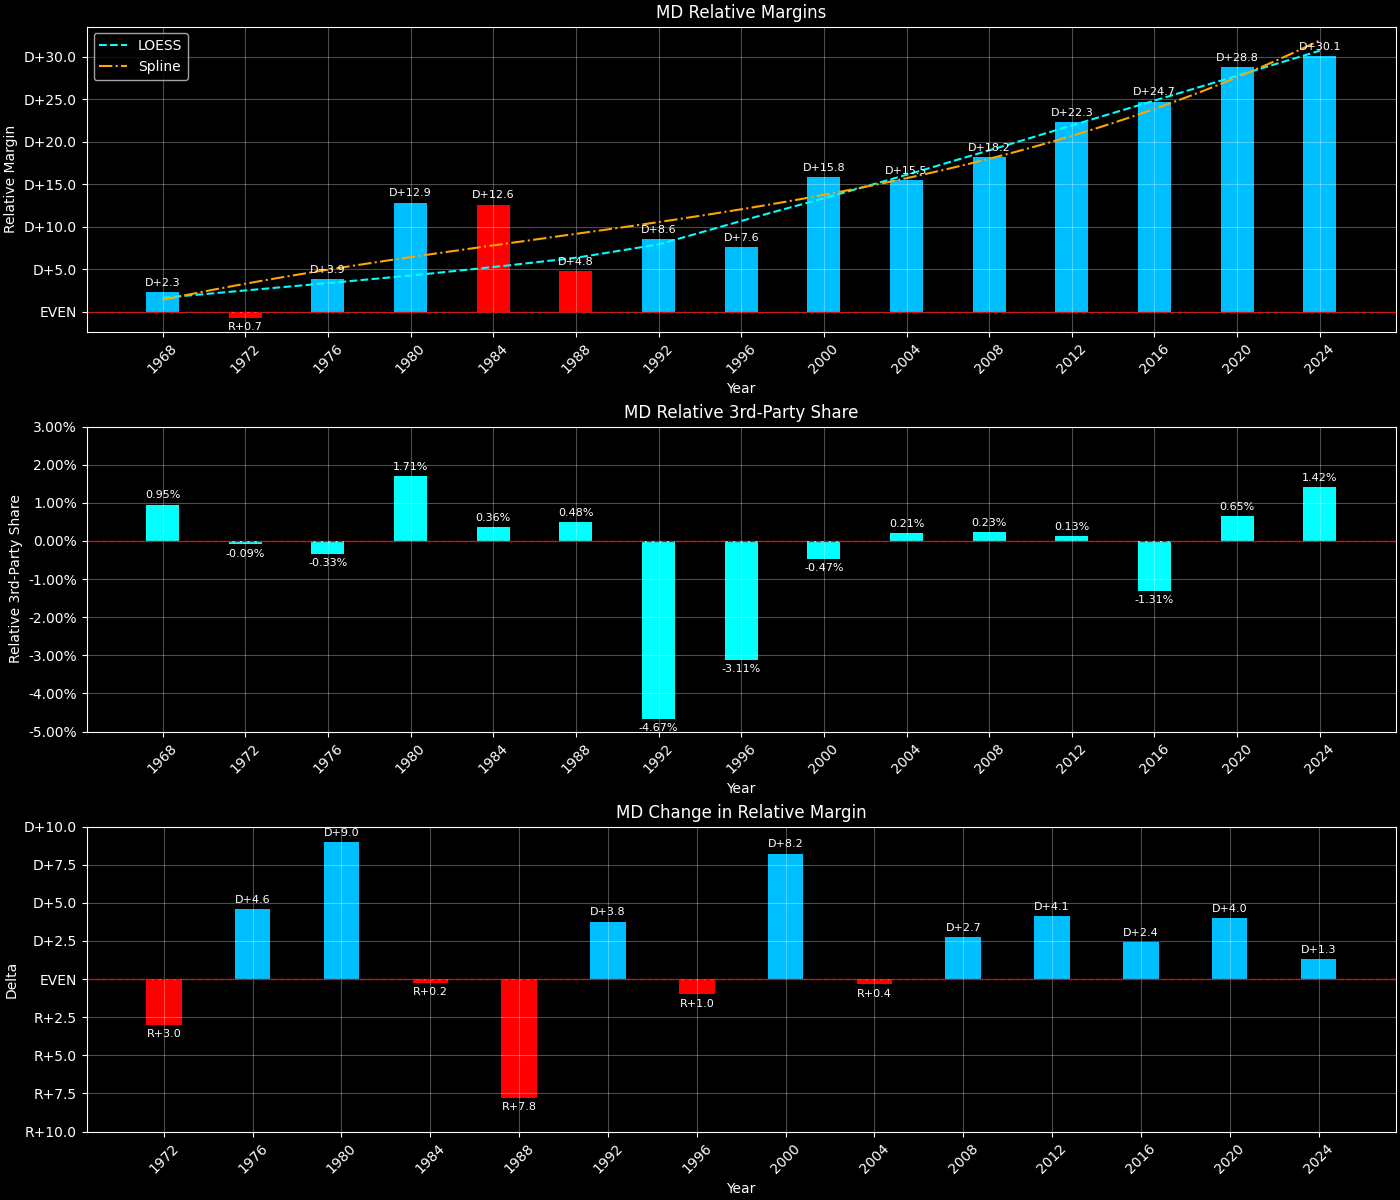 MD Relative Margins
LOESS
Spline
Relative Margin
D+30.0
D+25.0
D+20.0
D+15.0
D+10.0
D+5.0
EVEN
D+2.3
R+0.7
D+3.9
D+12.9
D+12.6
D+4.8
D+8.6
D+7.6
D+15.8
D+15.5
D+18.2
D+22.3
D+24.7
D+28.8
D+30.1
1968
1972
1976
1980
1984
1988
1992
1996
2000
2004
2008
2012
2016
2020
2024
Year
MD Relative 3rd-Party Share
Relative 3rd-Party Share
3.00%
2.00%
1.00%
0.00%
-1.00%
-2.00%
-3.00%
-4.00%
-5.00%
0.95%
-0.09%
-0.33%
1.71%
0.36%
0.48%
-4.67%
-3.11%
-0.47%
0.21%
0.23%
0.13%
-1.31%
0.65%
1.42%
1968
1972
1976
1980
1984
1988
1992
1996
2000
2004
2008
2012
2016
2020
2024
Year
MD Change in Relative Margin
Delta
D+10.0
D+7.5
D+5.0
D+2.5
EVEN
R+2.5
R+5.0
R+7.5
R+10.0
R+3.0
D+4.6
D+9.0
R+0.2
R+7.8
D+3.8
R+1.0
D+8.2
R+0.4
D+2.7
D+4.1
D+2.4
D+4.0
D+1.3
1972
1976
1980
1984
1988
1992
1996
2000
2004
2008
2012
2016
2020
2024
Year